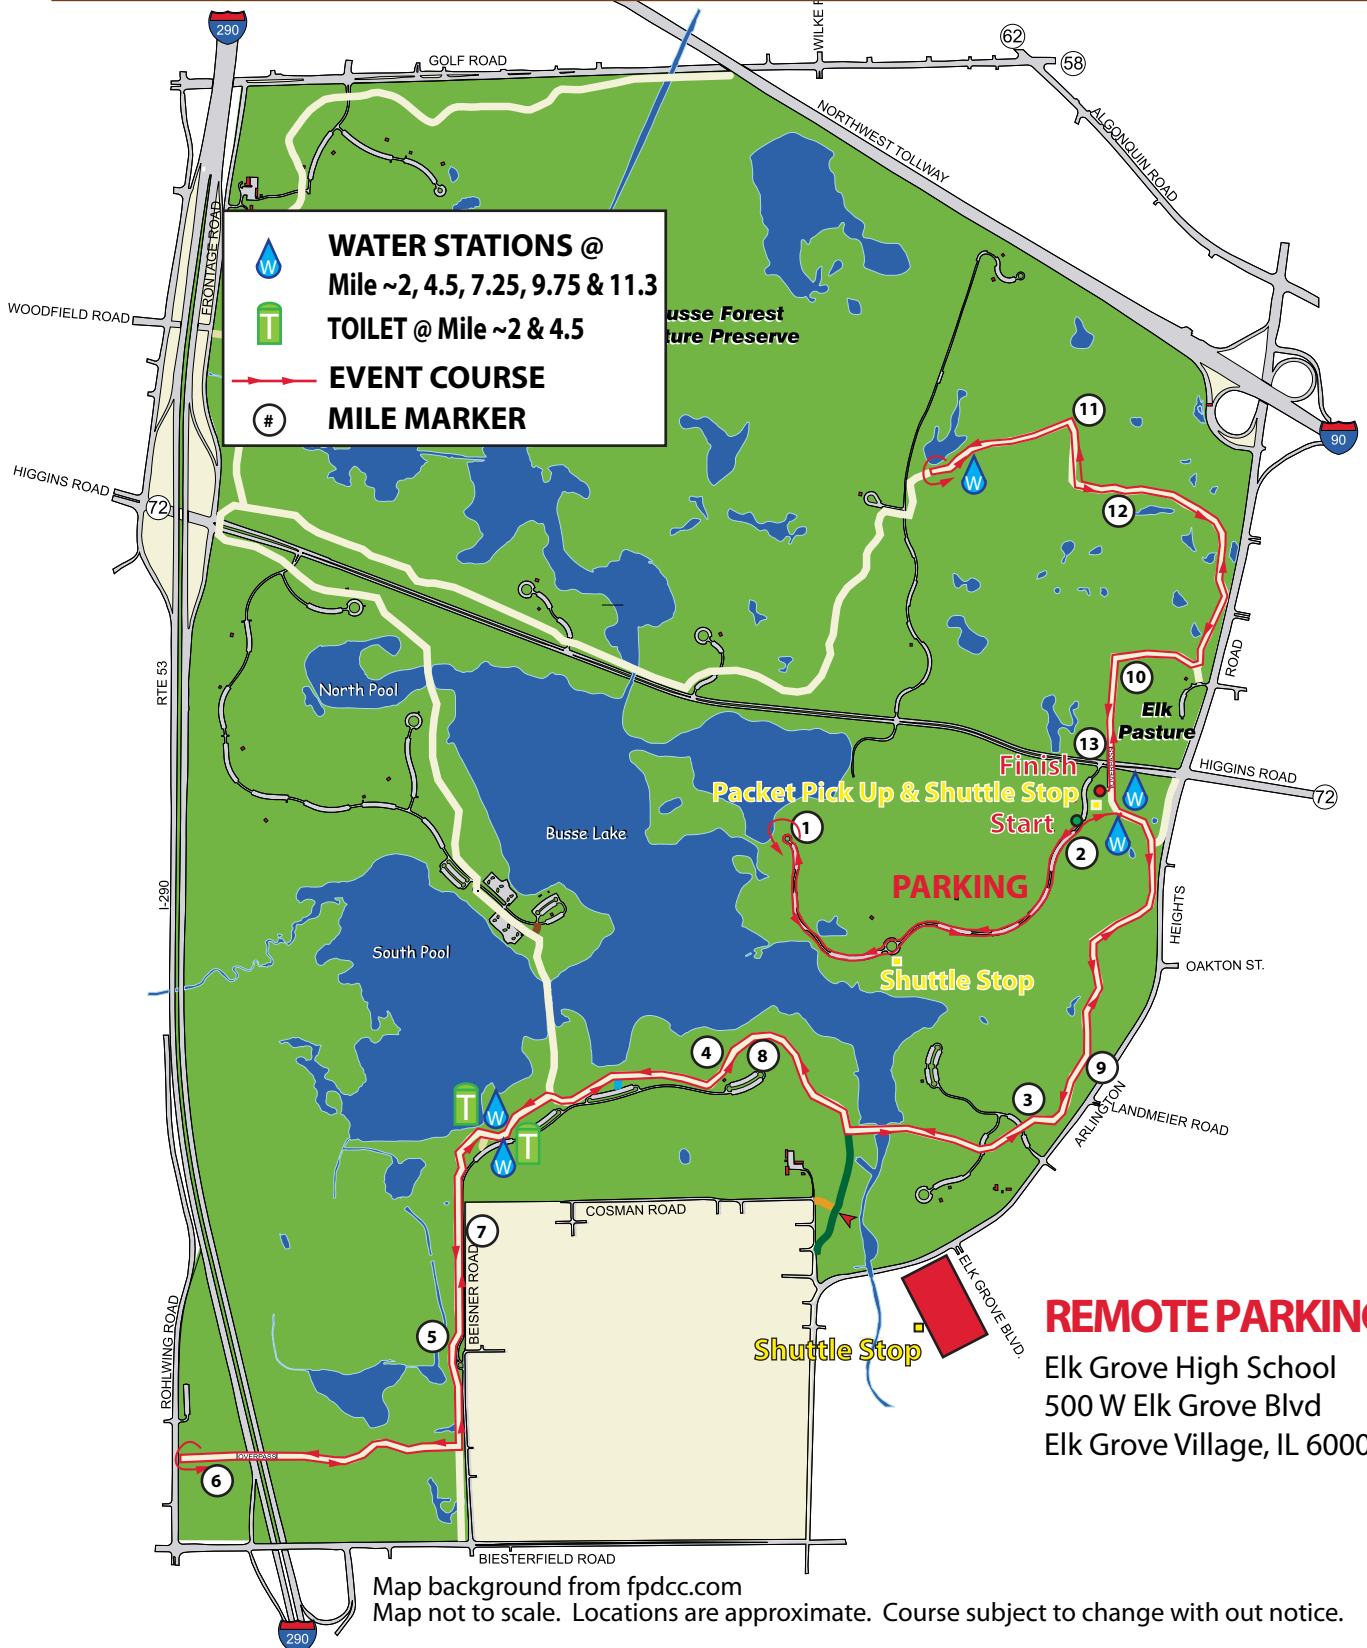 290
GOLF ROAD
WILKE R
62
58
ALGONQUIN ROAD
NORTHWEST TOLLWAY
FRONTAGE ROAD
WOODFIELD ROAD
WATER STATIONS @
W
Mile ~2, 4.5, 7.25, 9.75 & 11.3
T
TOILET @ Mile ~2 & 4.5
EVENT COURSE
#
MILE MARKER
usse Forest
ture Preserve
HIGGINS ROAD
72
90
11
W
12
10
Elk
Pasture
ROAD
RTE 53
North Pool
13
OVERPASS
Finish
HIGGINS ROAD
72
Packet Pick Up & Shuttle Stop
W
Start
W
1
2
Busse Lake
PARKING
I-290
HEIGHTS
South Pool
OAKTON ST.
Shuttle Stop
4
8
9
3
ARLINGTON
LANDMEIER ROAD
T
W
T
W
COSMAN ROAD
7
BEISNER ROAD
5
ELK GROVE BLVD.
ROHLWING ROAD
REMOTE PARKING
Shuttle Stop
Elk Grove High School
500 W Elk Grove Blvd
Elk Grove Village, IL 6000
OVERPASS
6
BIESTERFIELD ROAD
Map background from fpdcc.com
Map not to scale.  Locations are approximate.  Course subject to change with out notice.
290